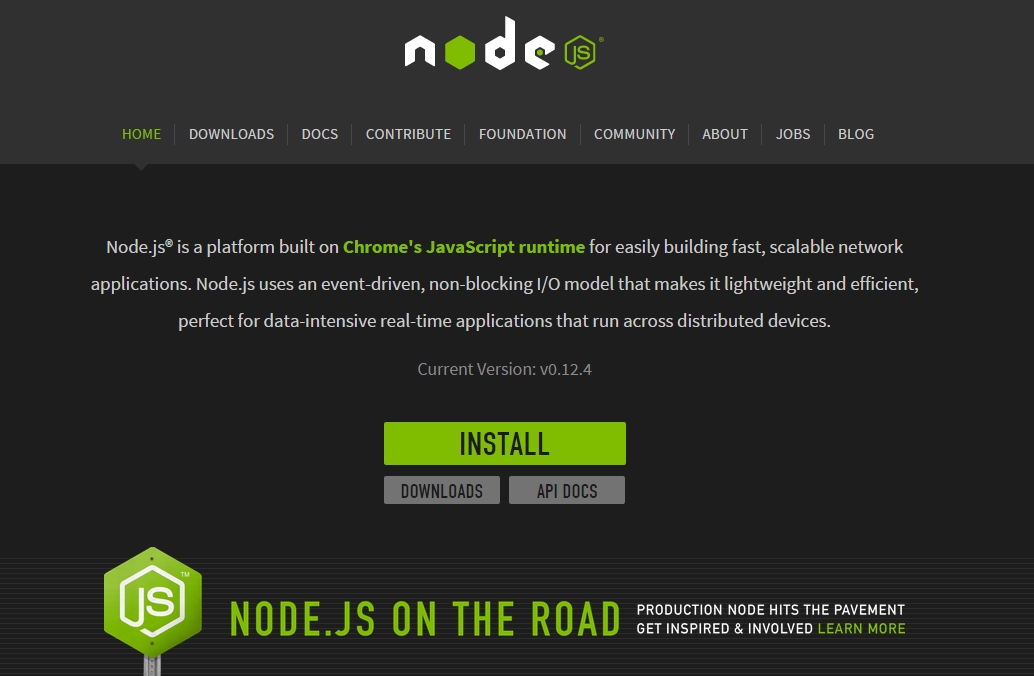 node JS ®
HOME DOWNLOADS DOCS CONTRIBUTE FOUNDATION COMMUNITY ABOUT JOBS BLOG
Node.js® is a platform built on Chrome's JavaScript runtime for easily building fast, scalable network
applications. Node.js uses an event-driven, non-blocking I/O model that makes it lightweight and efficient,
perfect for data-intensive real-time applications that run across distributed devices.
Current Version: v0.12.4
INSTALL
DOWNLOADS API DOCS
JS ™
NODE.JS ON THE ROAD
PRODUCTION NODE HITS THE PAVEMENT
GET INSPIRED & INVOLVED LEARN MORE